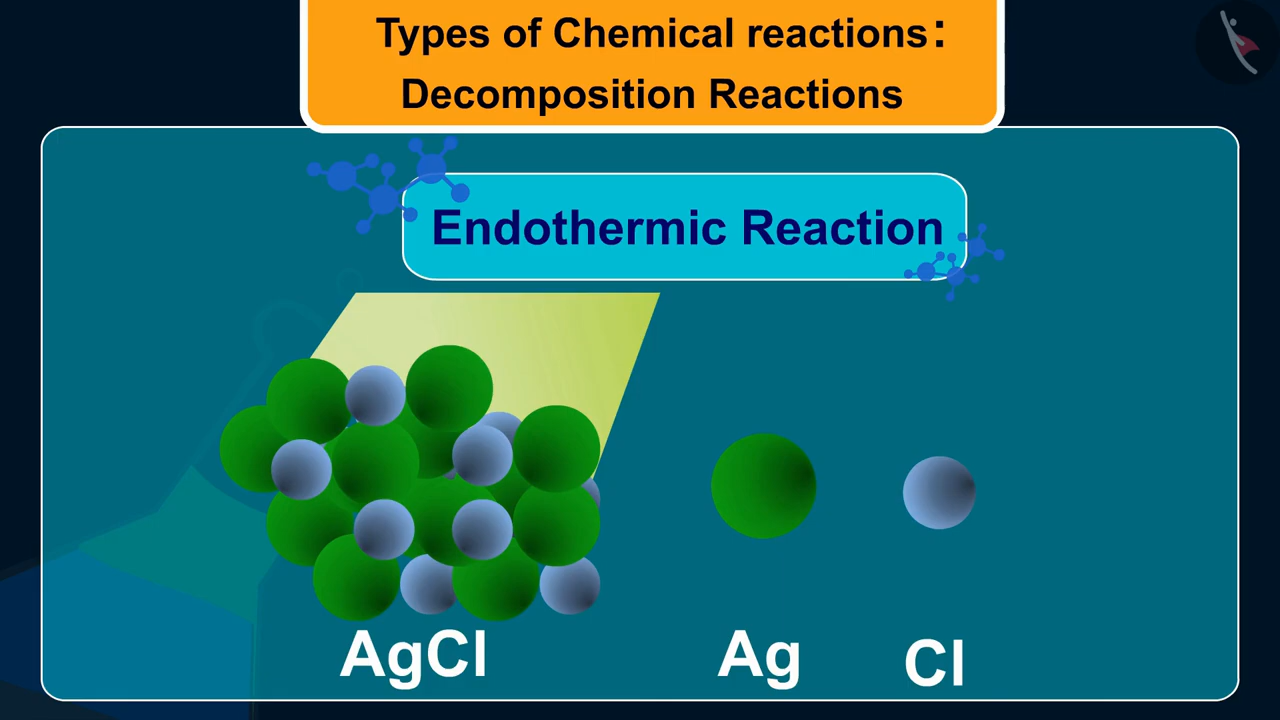 Types of Chemical reactions:
Decomposition Reactions
Endothermic Reaction
AgCl
Ag
Cl